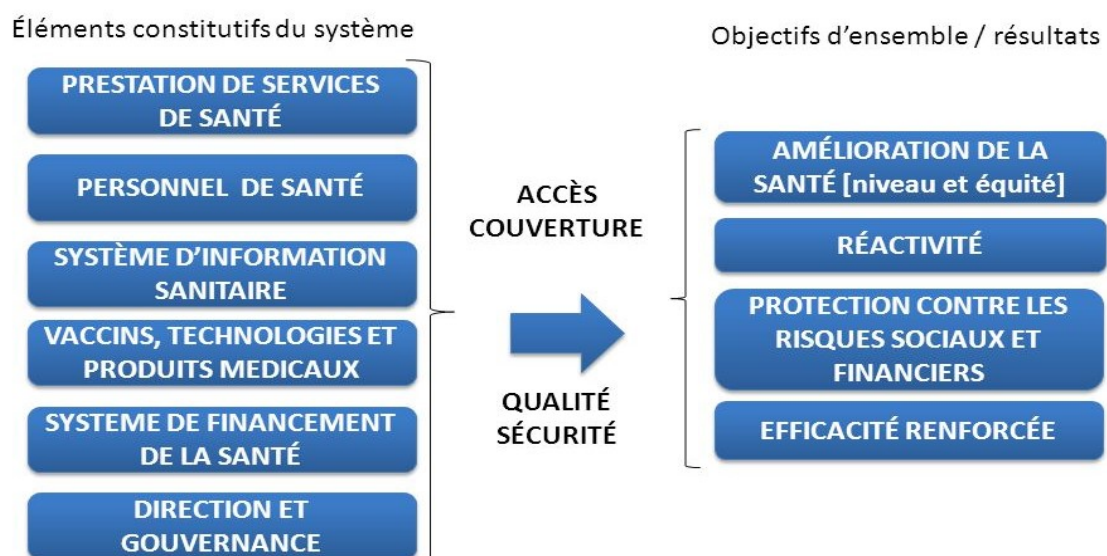 Éléments constitutifs du système
PRESTATION DE SERVICES
DE SANTÉ
PERSONNEL DE SANTÉ
SYSTÈME D’INFORMATION
SANITAIRE
VACCINS, TECHNOLOGIES ET
PRODUITS MEDICAUX
SYSTEME DE FINANCEMENT
DE LA SANTÉ
DIRECTION ET
GOUVERNANCE
ACCÈS
COUVERTURE
QUALITÉ
SÉCURITÉ
Objectifs d’ensemble / résultats
AMÉLIORATION DE LA
SANTÉ [niveau et équité]
RÉACTIVITÉ
PROTECTION CONTRE LES
RISQUES SOCIAUX ET
FINANCIERS
EFFICACITÉ RENFORCÉE